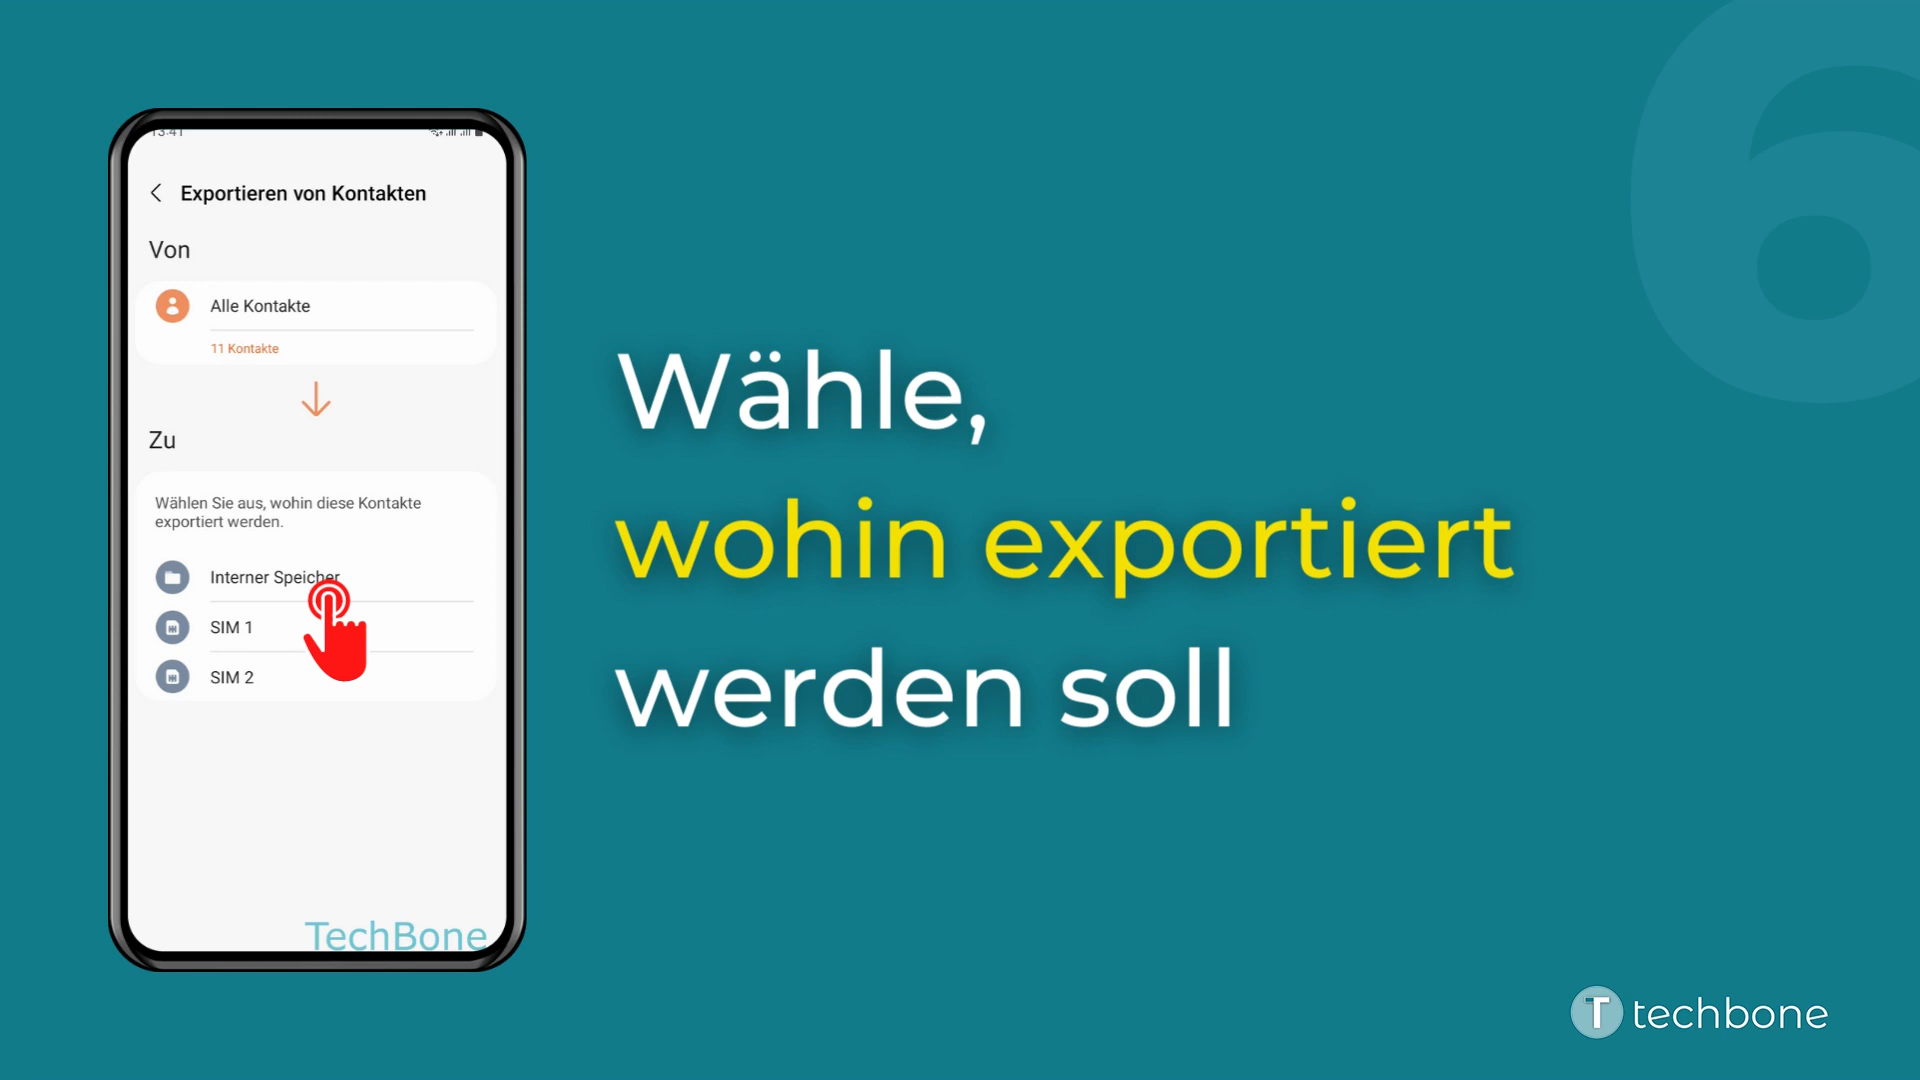 6
13:41
Exportieren von Kontakten
Von
Alle Kontakte
11 Kontakte
Zu
Wählen Sie aus, wohin diese Kontakte
exportiert werden.
Interner Speicher
SIM 1
SIM 2
TechBone
Wähle,
wohin exportiert
werden soll
T techbone